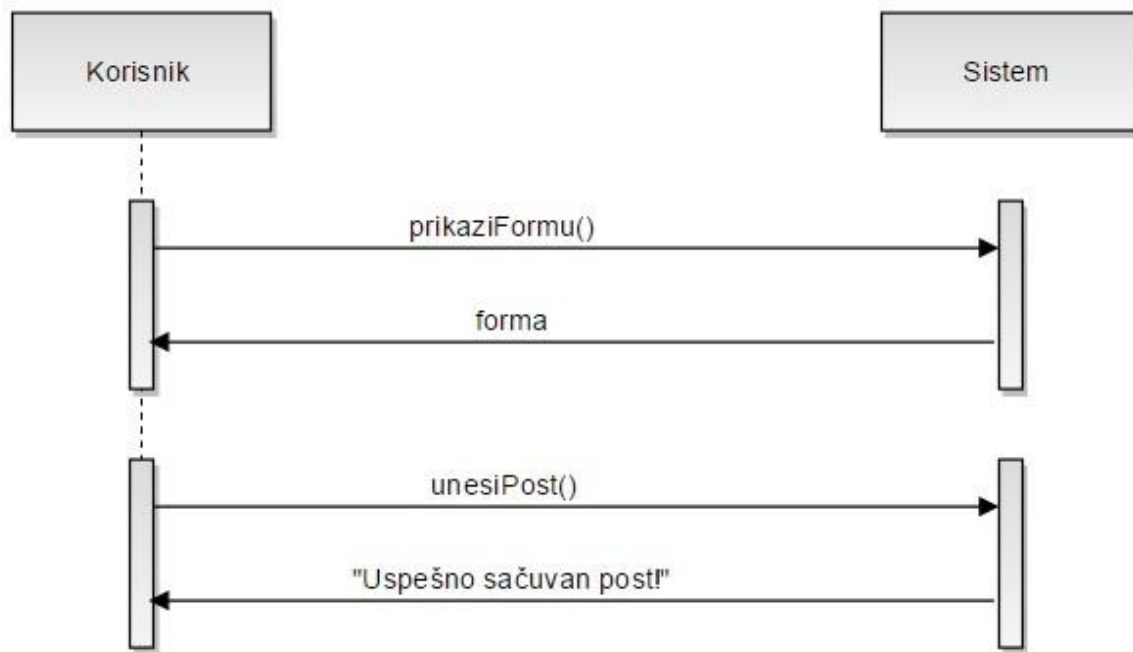 Korisnik
Sistem
prikaziFormu()
forma
unesiPost()
"Uspešno sačuvan post!"